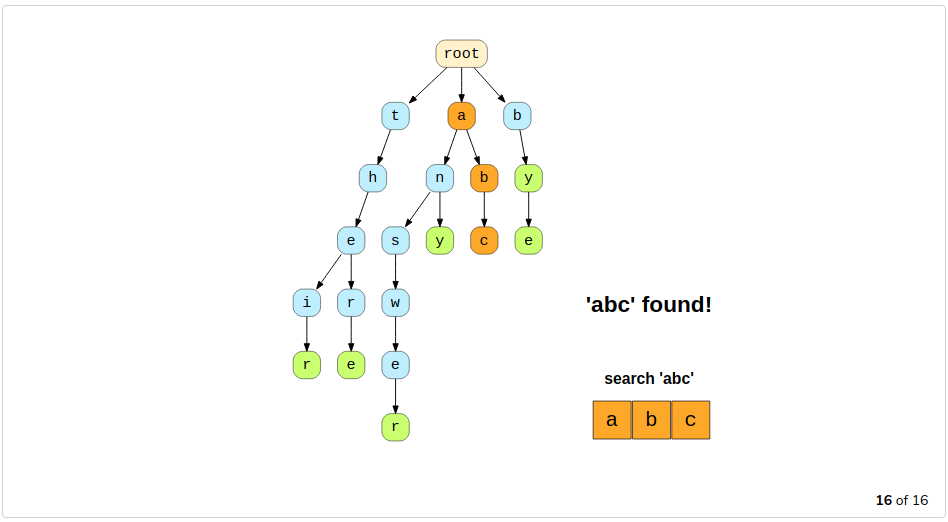 root
t a b
h n b y
e s y c e
i r w
'abc' found!
r e e
search 'abc'
a b c
r
16 of 16